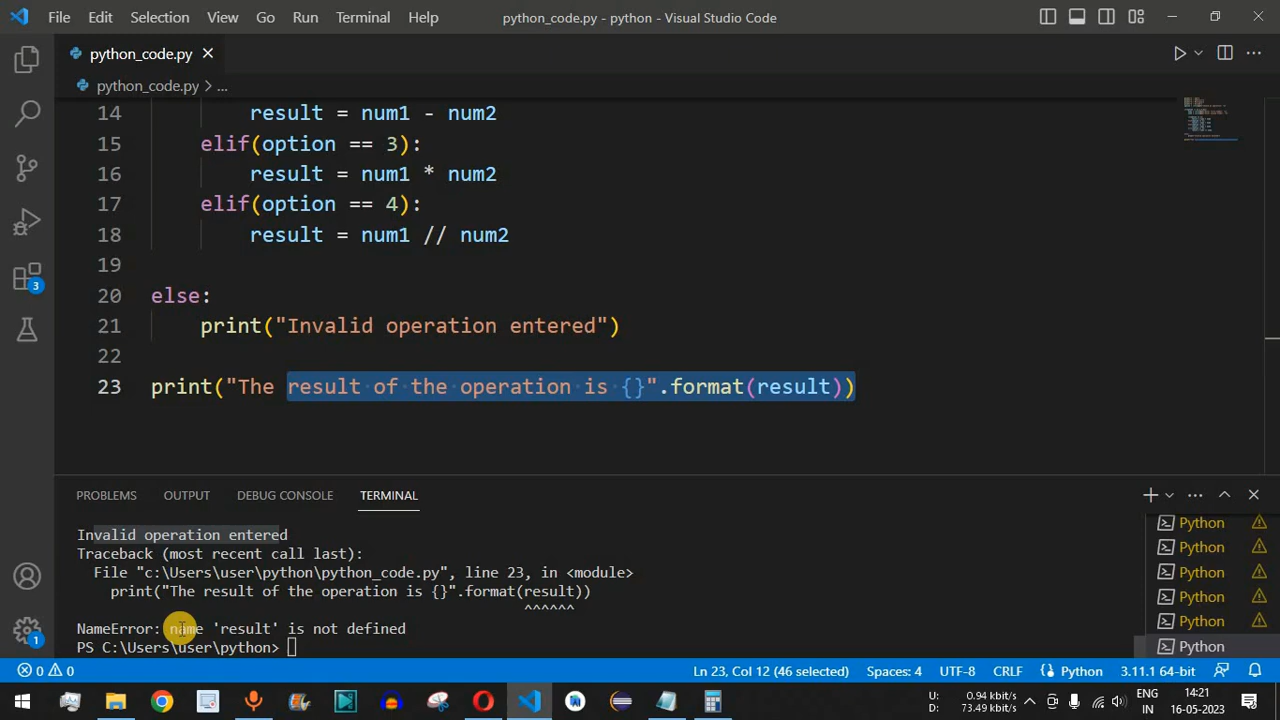 File Edit Selection View Go Run Terminal Help python_code.py - python - Visual Studio Code
python_code.py
python_code.py > ...
14 result = num1 - num2
15 elif(option == 3):
16 result = num1 * num2
17 elif(option == 4):
18 result = num1 // num2
19
20 else:
21 print("Invalid operation entered")
22
23 print("The result of the operation is {}".format(result))
PROBLEMS OUTPUT DEBUG CONSOLE TERMINAL
Invalid operation entered
Traceback (most recent call last):
File "c:\Users\user\python\python_code.py", line 23, in <module>
print("The result of the operation is {}".format(result))
^^^^^^
NameError: name 'result' is not defined
PS C:\Users\user\python>
Python
Python
Python
Python
Python
Python
3
1
0 0 Ln 23, Col 12 (46 selected) Spaces: 4 UTF-8 CRLF Python 3.11.1 64-bit
U: 0.94 kbit/s
D: 73.49 kbit/s
ENG
IN
14:21
16-05-2023
3